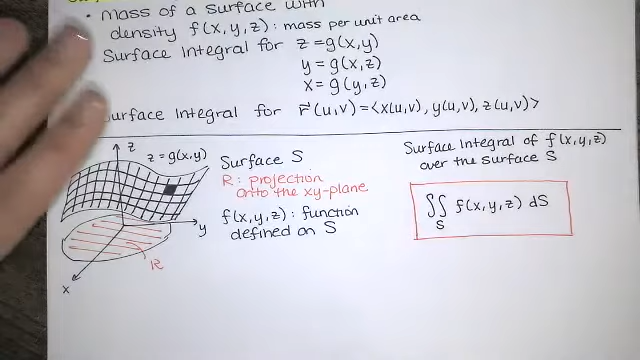 • Mass of a surface with
density f(x,y,z): mass per unit area
Surface Integral for z = g(x,y)
y = g(x,z)
x = g(y,z)
Surface Integral for r⃗(u,v) = <x(u,v), y(u,v), z(u,v)>
z
z = g(x,y)
y
x
R
Surface S
R: projection
onto the xy-plane
f(x,y,z): function
defined on S
Surface Integral of f(x,y,z)
over the surface S
∬ f(x,y,z) dS
S